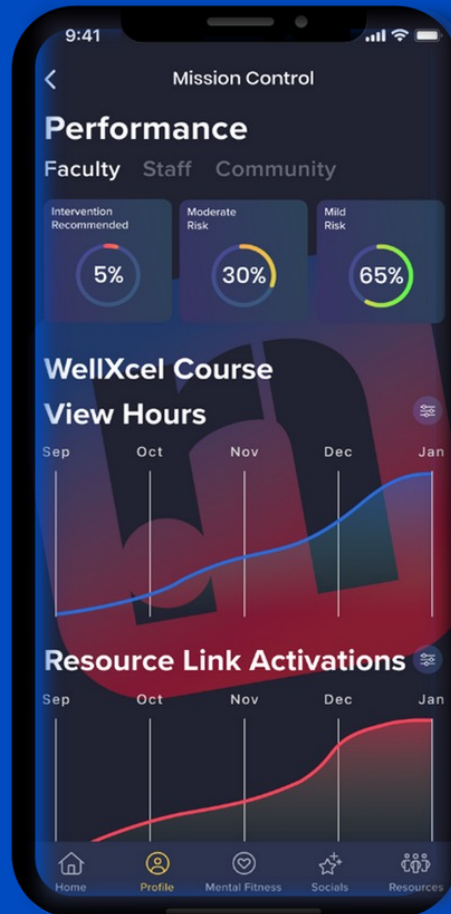 9:41
Mission Control
Performance
Faculty Staff Community
Intervention
Recommended
5%
Moderate
Risk
30%
Mild
Risk
65%
WellXcel Course
View Hours
Sep Oct Nov Dec Jan
Resource Link Activations
Sep Oct Nov Dec Jan
Home Profile Mental Fitness Socials Resources